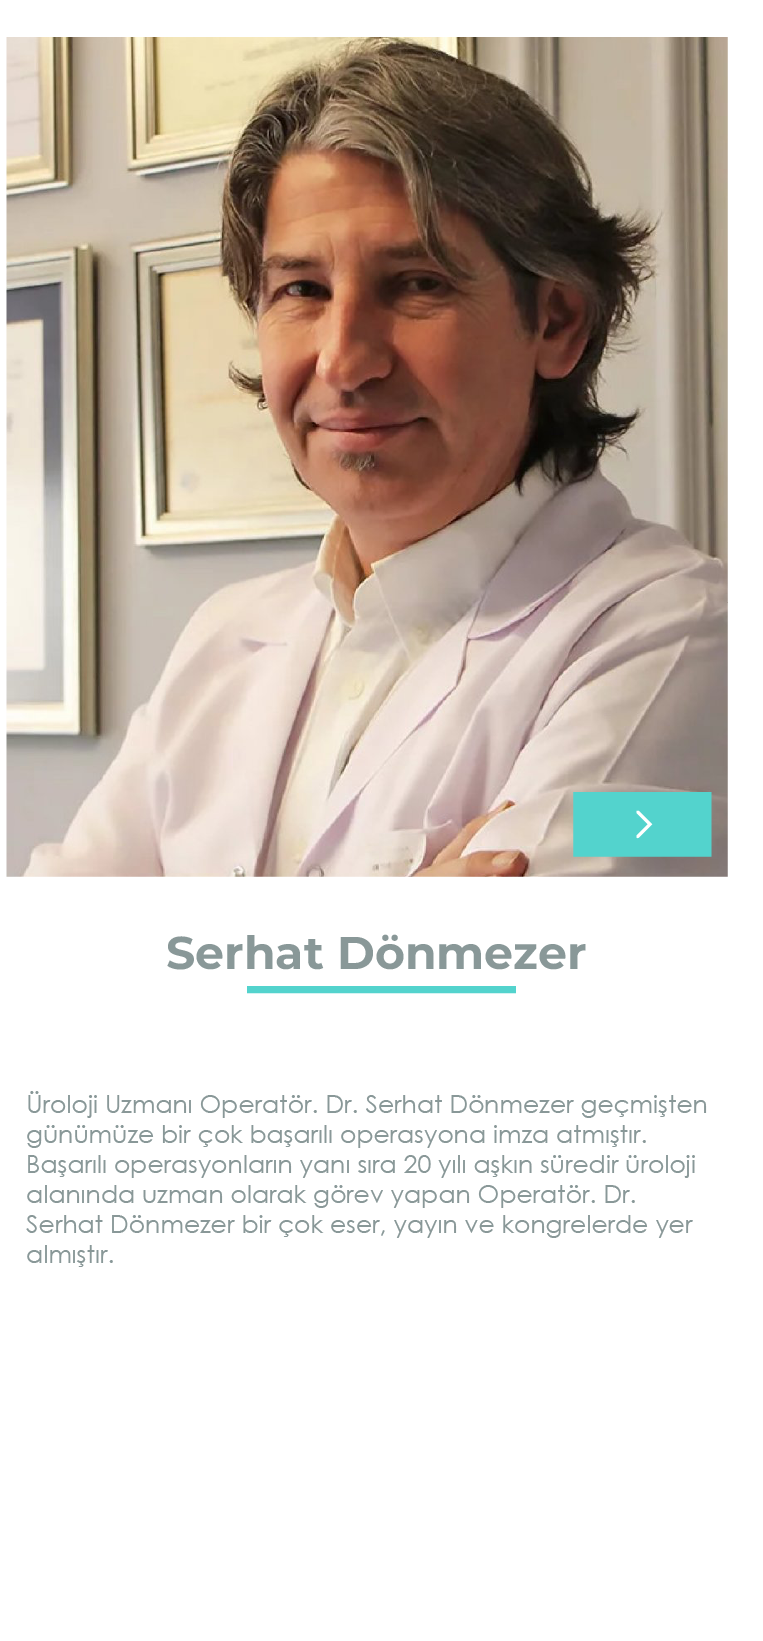 Serhat Dönmezer
Üroloji Uzmanı Operatör. Dr. Serhat Dönmezer geçmişten
günümüze bir çok başarılı operasyona imza atmıştır.
Başarılı operasyonların yanı sıra 20 yılı aşkın süredir üroloji
alanında uzman olarak görev yapan Operatör. Dr.
Serhat Dönmezer bir çok eser, yayın ve kongrelerde yer
almıştır.